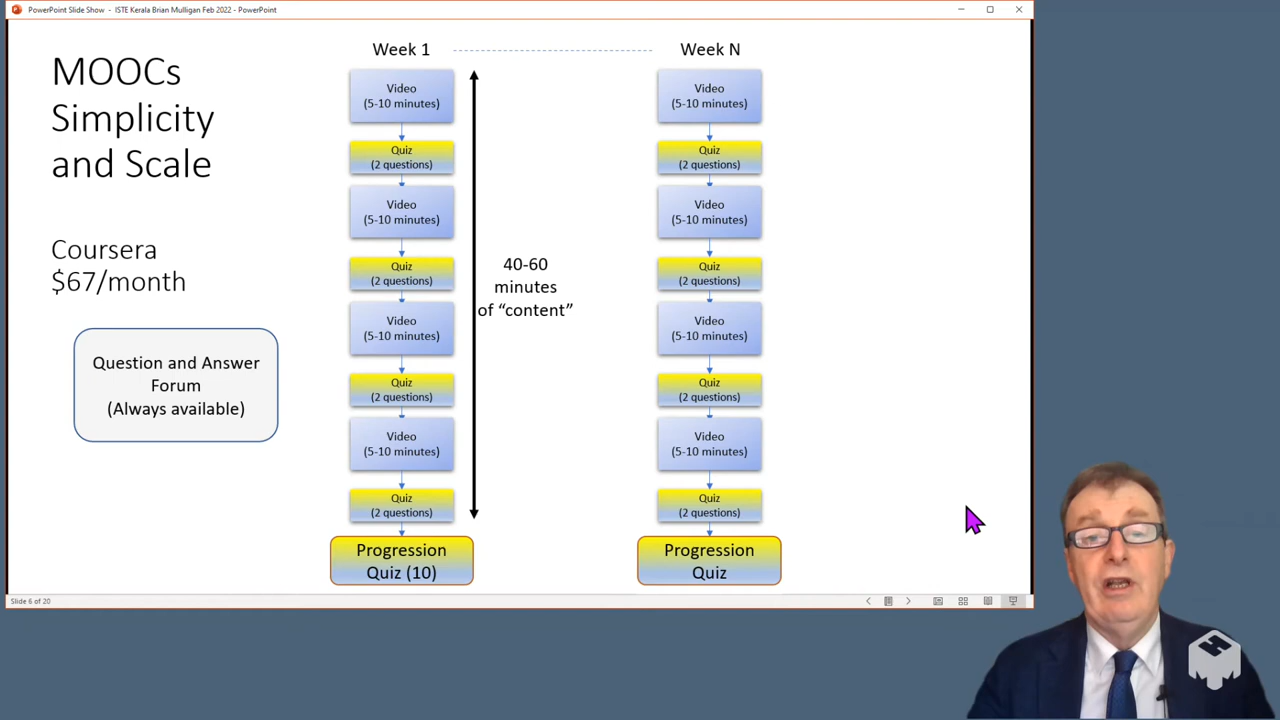 PowerPoint Slide Show - ISTE Kerala Brian Mulligan Feb 2022 - PowerPoint
MOOCs
Simplicity
and Scale
Coursera
$67/month
Question and Answer
Forum
(Always available)
Week 1
Video
(5-10 minutes)
Quiz
(2 questions)
Video
(5-10 minutes)
Quiz
(2 questions)
Video
(5-10 minutes)
Quiz
(2 questions)
Video
(5-10 minutes)
Quiz
(2 questions)
Progression
Quiz (10)
40-60
minutes
of “content”
Week N
Video
(5-10 minutes)
Quiz
(2 questions)
Video
(5-10 minutes)
Quiz
(2 questions)
Video
(5-10 minutes)
Quiz
(2 questions)
Video
(5-10 minutes)
Quiz
(2 questions)
Progression
Quiz
Slide 6 of 20